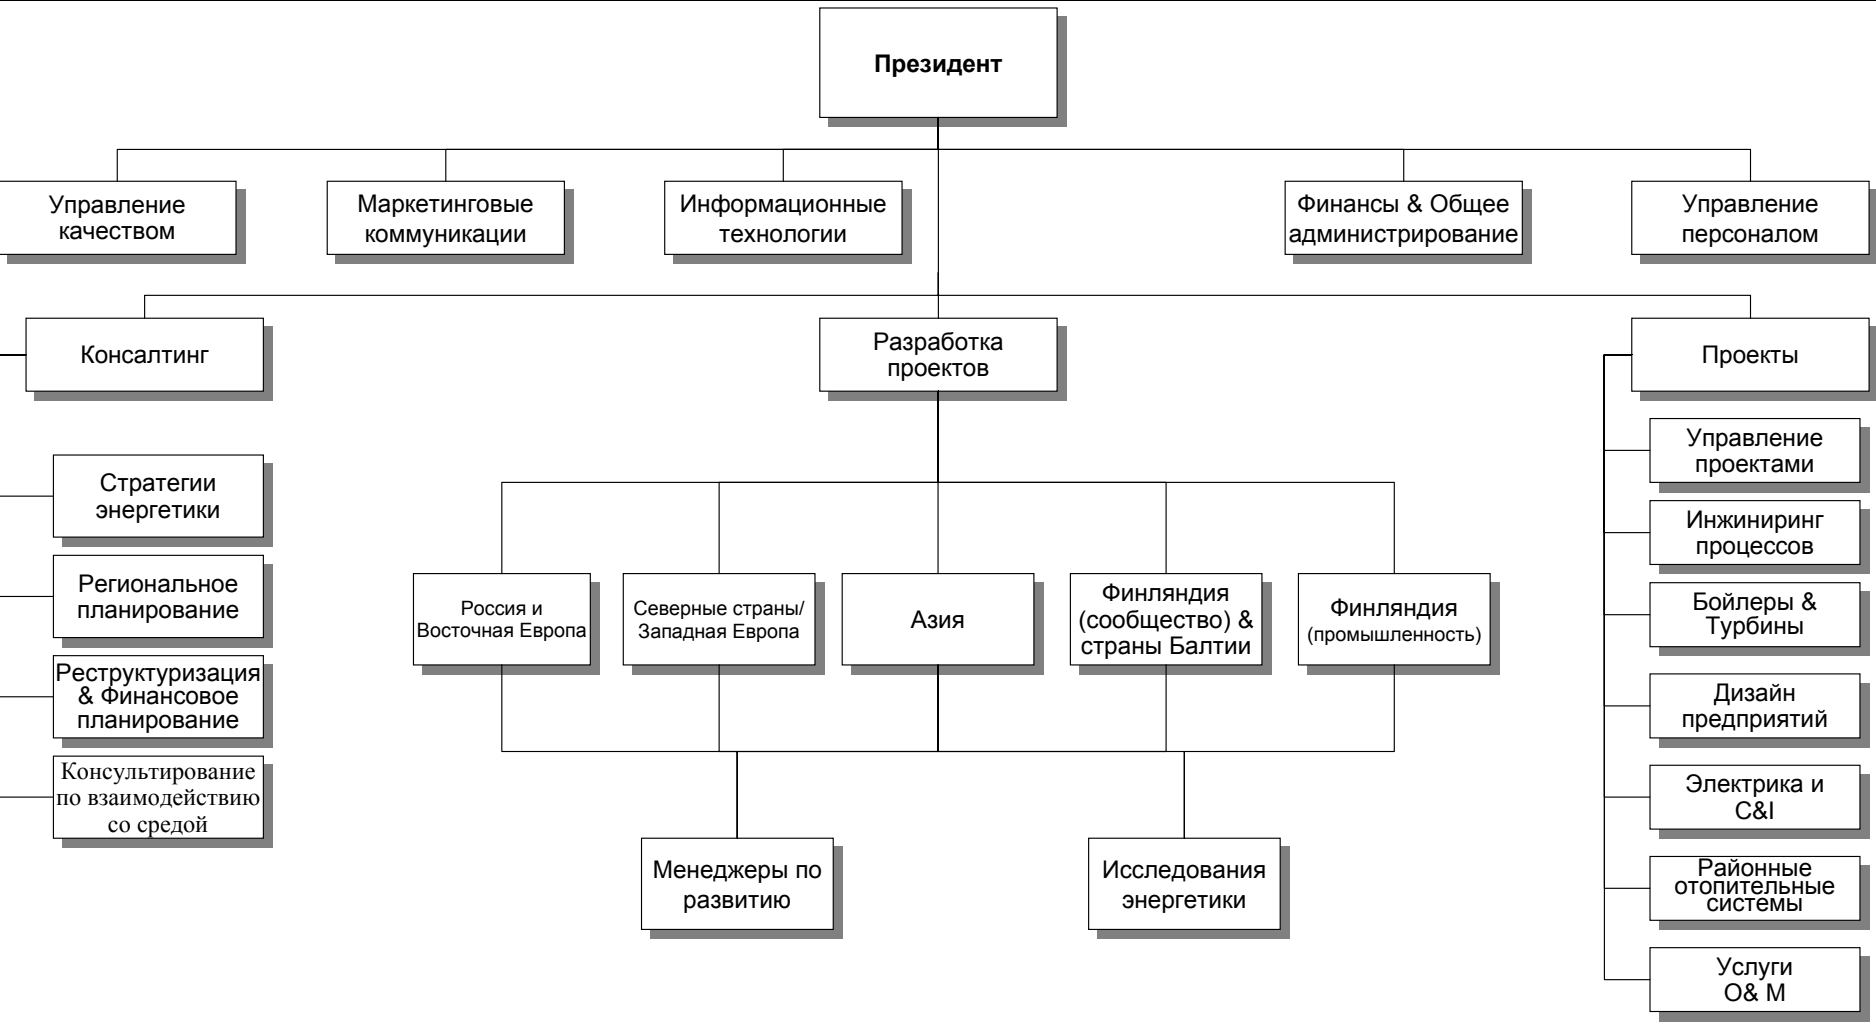 Президент
Управление
качеством
Маркетинговые
коммуникации
Информационные
технологии
Финансы & Общее
администрирование
Управление
персоналом
Консалтинг
Разработка
проектов
Проекты
Стратегии
энергетики
Региональное
планирование
Реструктуризация
& Финансовое
планирование
Консультирование
по взаимодействию
со средой
Россия и
Восточная Европа
Северные страны/
Западная Европа
Азия
Финляндия
(сообщество) &
страны Балтии
Финляндия
(промышленность)
Менеджеры по
развитию
Исследования
энергетики
Управление
проектами
Инжиниринг
процессов
Бойлеры &
Турбины
Дизайн
предприятий
Электрика и
C&I
Районные
отопительные
системы
Услуги
O& M